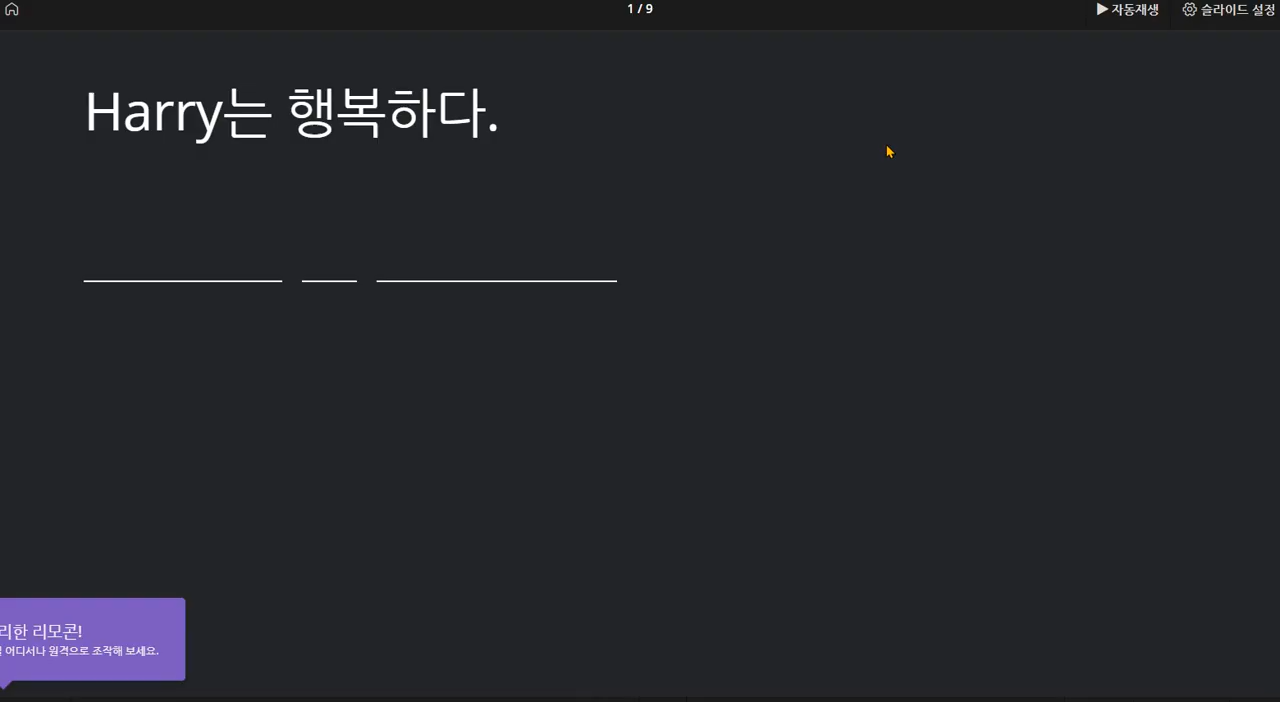 1 / 9
자동재생
슬라이드 설정
Harry는 행복하다.
리한 리모콘!
어디서나 원격으로 조작해 보세요.